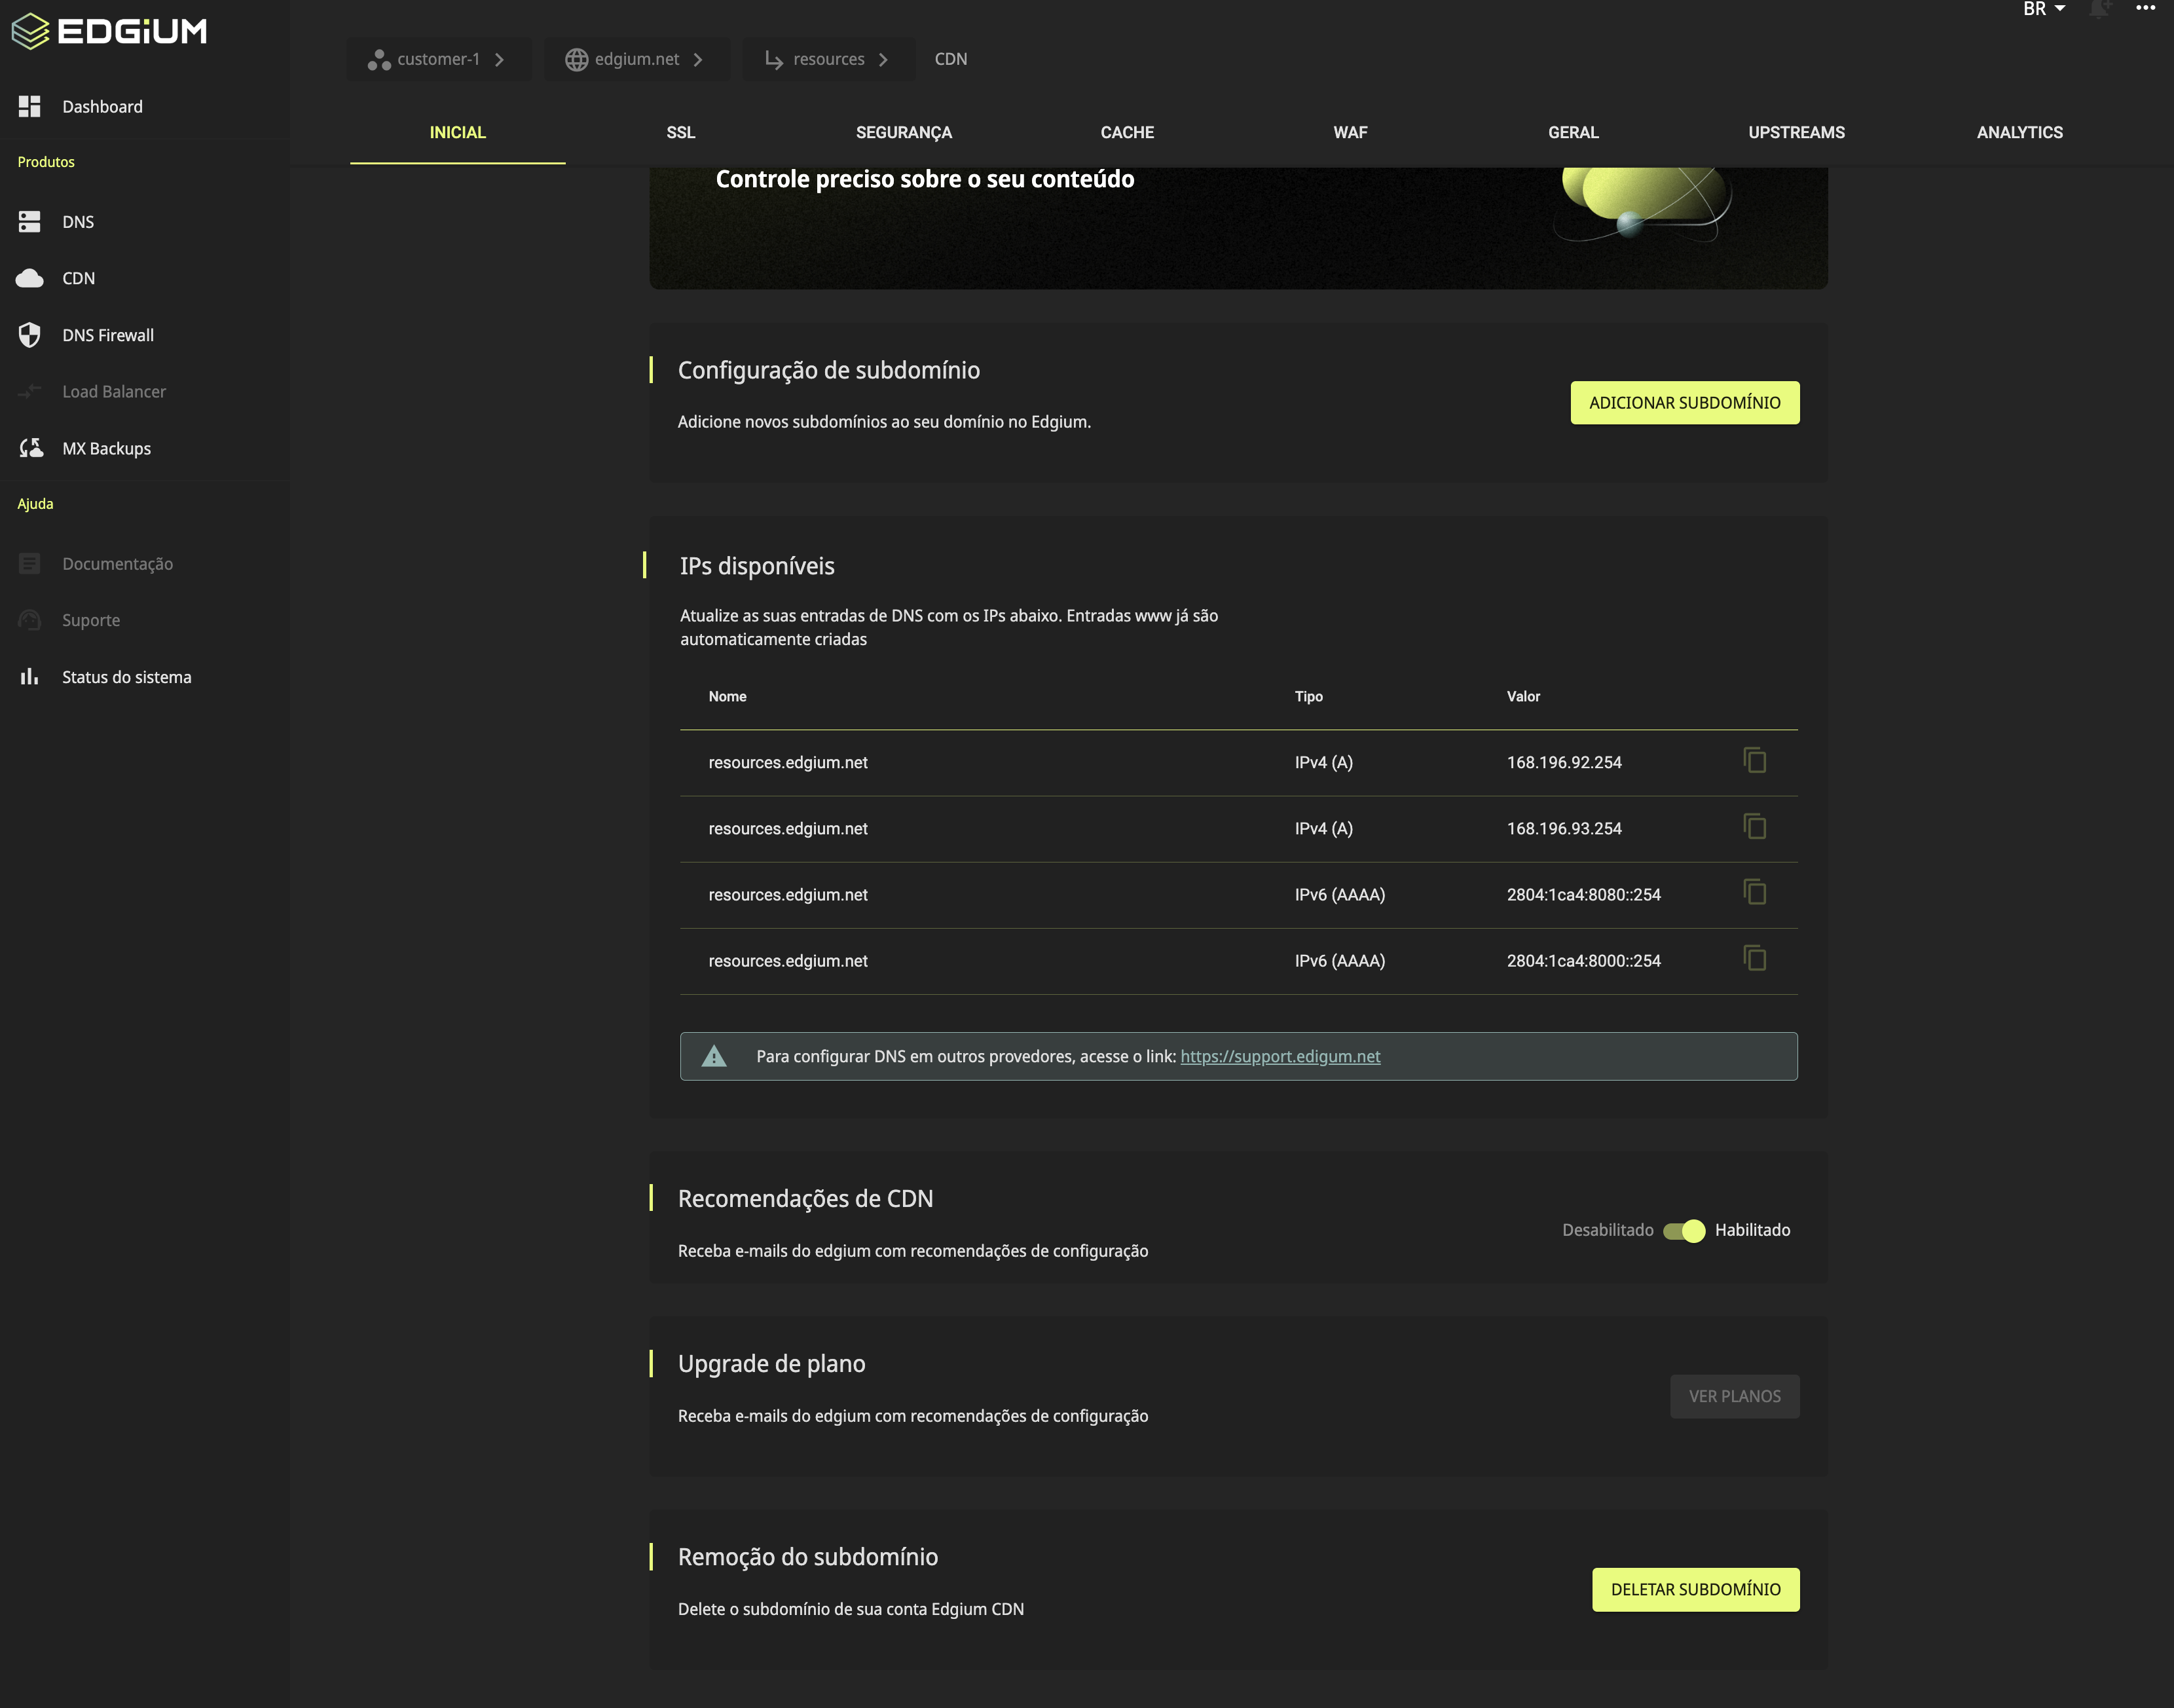 EDGiUM
BR
customer-1
edgium.net
resources
CDN
Dashboard
INICIAL
SSL
SEGURANÇA
CACHE
WAF
GERAL
UPSTREAMS
ANALYTICS
Produtos
DNS
CDN
DNS Firewall
Load Balancer
MX Backups
Ajuda
Documentação
Suporte
Status do sistema
Controle preciso sobre o seu conteúdo
Configuração de subdomínio
Adicione novos subdomínios ao seu domínio no Edgium.
ADICIONAR SUBDOMÍNIO
IPs disponíveis
Atualize as suas entradas de DNS com os IPs abaixo. Entradas www já são
automaticamente criadas
Nome Tipo Valor
resources.edgium.net IPv4 (A) 168.196.92.254
resources.edgium.net IPv4 (A) 168.196.93.254
resources.edgium.net IPv6 (AAAA) 2804:1ca4:8080::254
resources.edgium.net IPv6 (AAAA) 2804:1ca4:8000::254
Para configurar DNS em outros provedores, acesse o link: https://support.edigum.net
Recomendações de CDN
Receba e-mails do edgium com recomendações de configuração
Desabilitado Habilitado
Upgrade de plano
Receba e-mails do edgium com recomendações de configuração
VER PLANOS
Remoção do subdomínio
Delete o subdomínio de sua conta Edgium CDN
DELETAR SUBDOMÍNIO